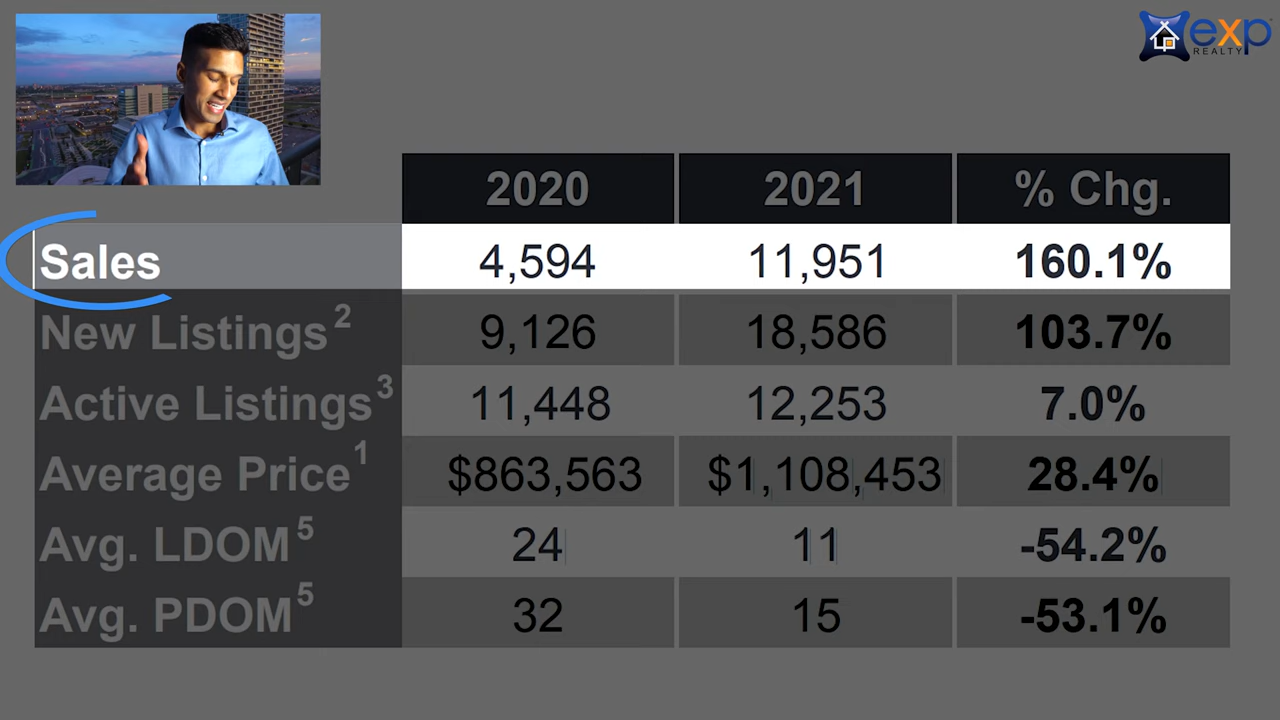 exp
REALTY
2020 2021 % Chg.
Sales 4,594 11,951 160.1%
New Listings 2 9,126 18,586 103.7%
Active Listings 3 11,448 12,253 7.0%
Average Price 1 $863,563 $1,108,453 28.4%
Avg. LDOM 5 24 11 -54.2%
Avg. PDOM 5 32 15 -53.1%